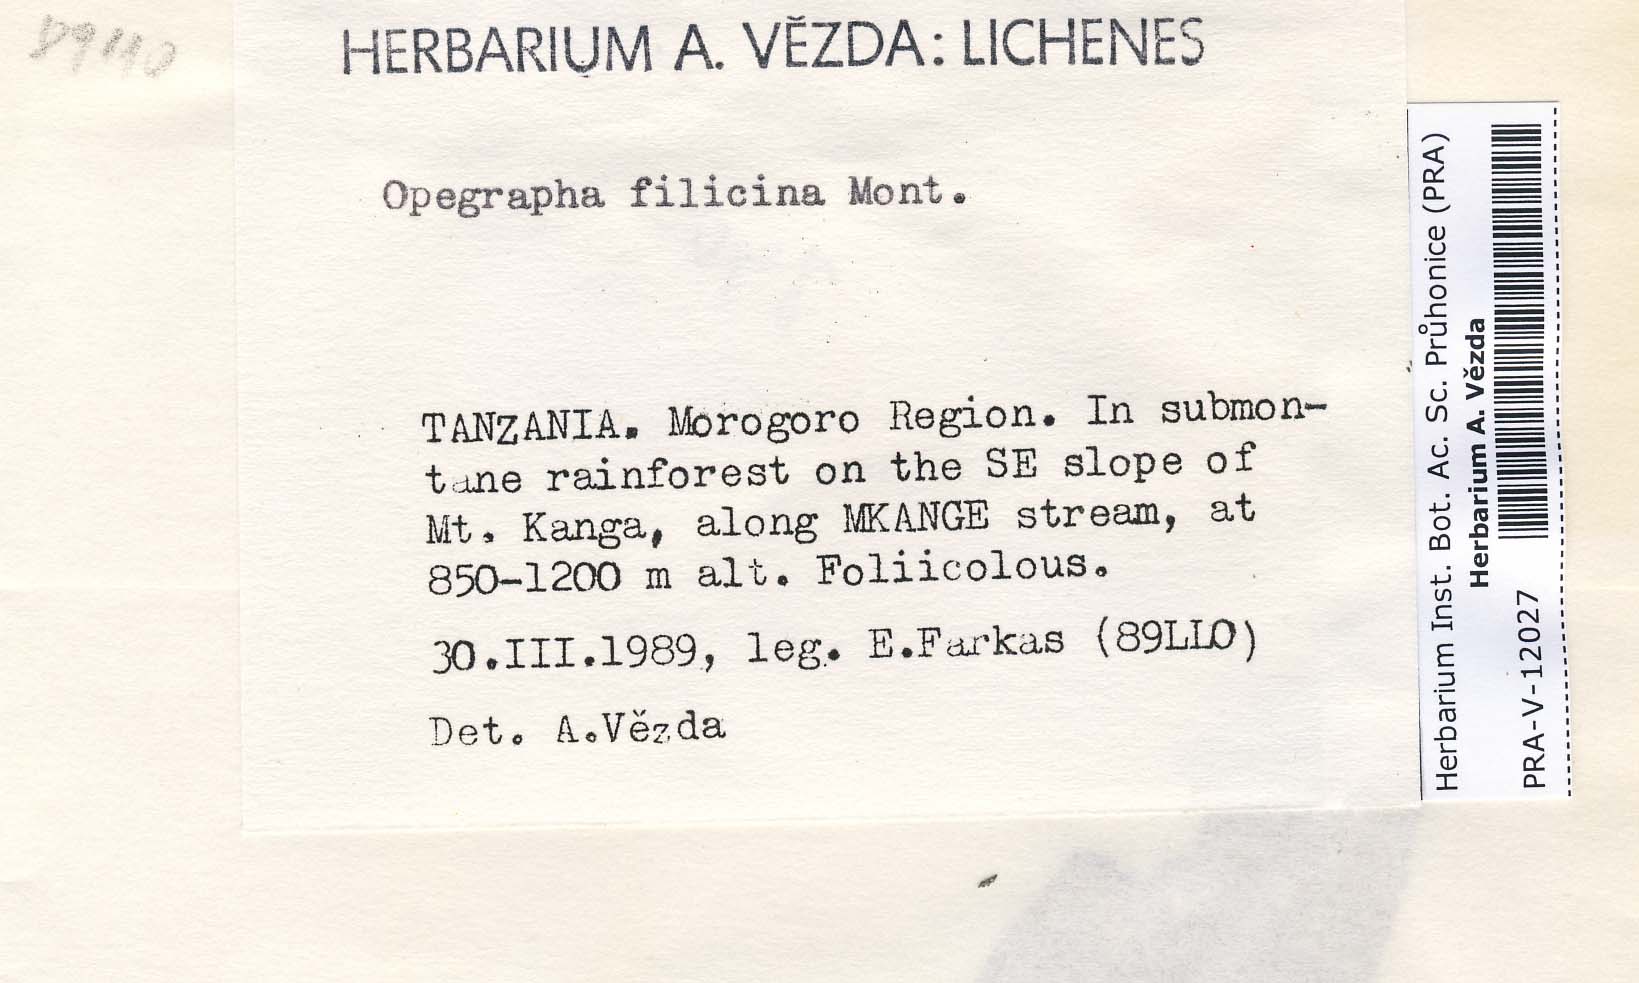 D9140
HERBARIUM A. VĚZDA: LICHENES
Opegrapha filicina Mont.
TANZANIA. Morogoro Region. In submon-
tane rainforest on the SE slope of
Mt. Kanga, along MKANGE stream, at
850-1200 m alt. Foliicolous.
30.III.1989, leg. E.Farkas (89LLO)
Det. A.Vězda
Herbarium Inst. Bot. Ac. Sc. Průhonice (PRA)
Herbarium A. Vězda
PRA-V-12027